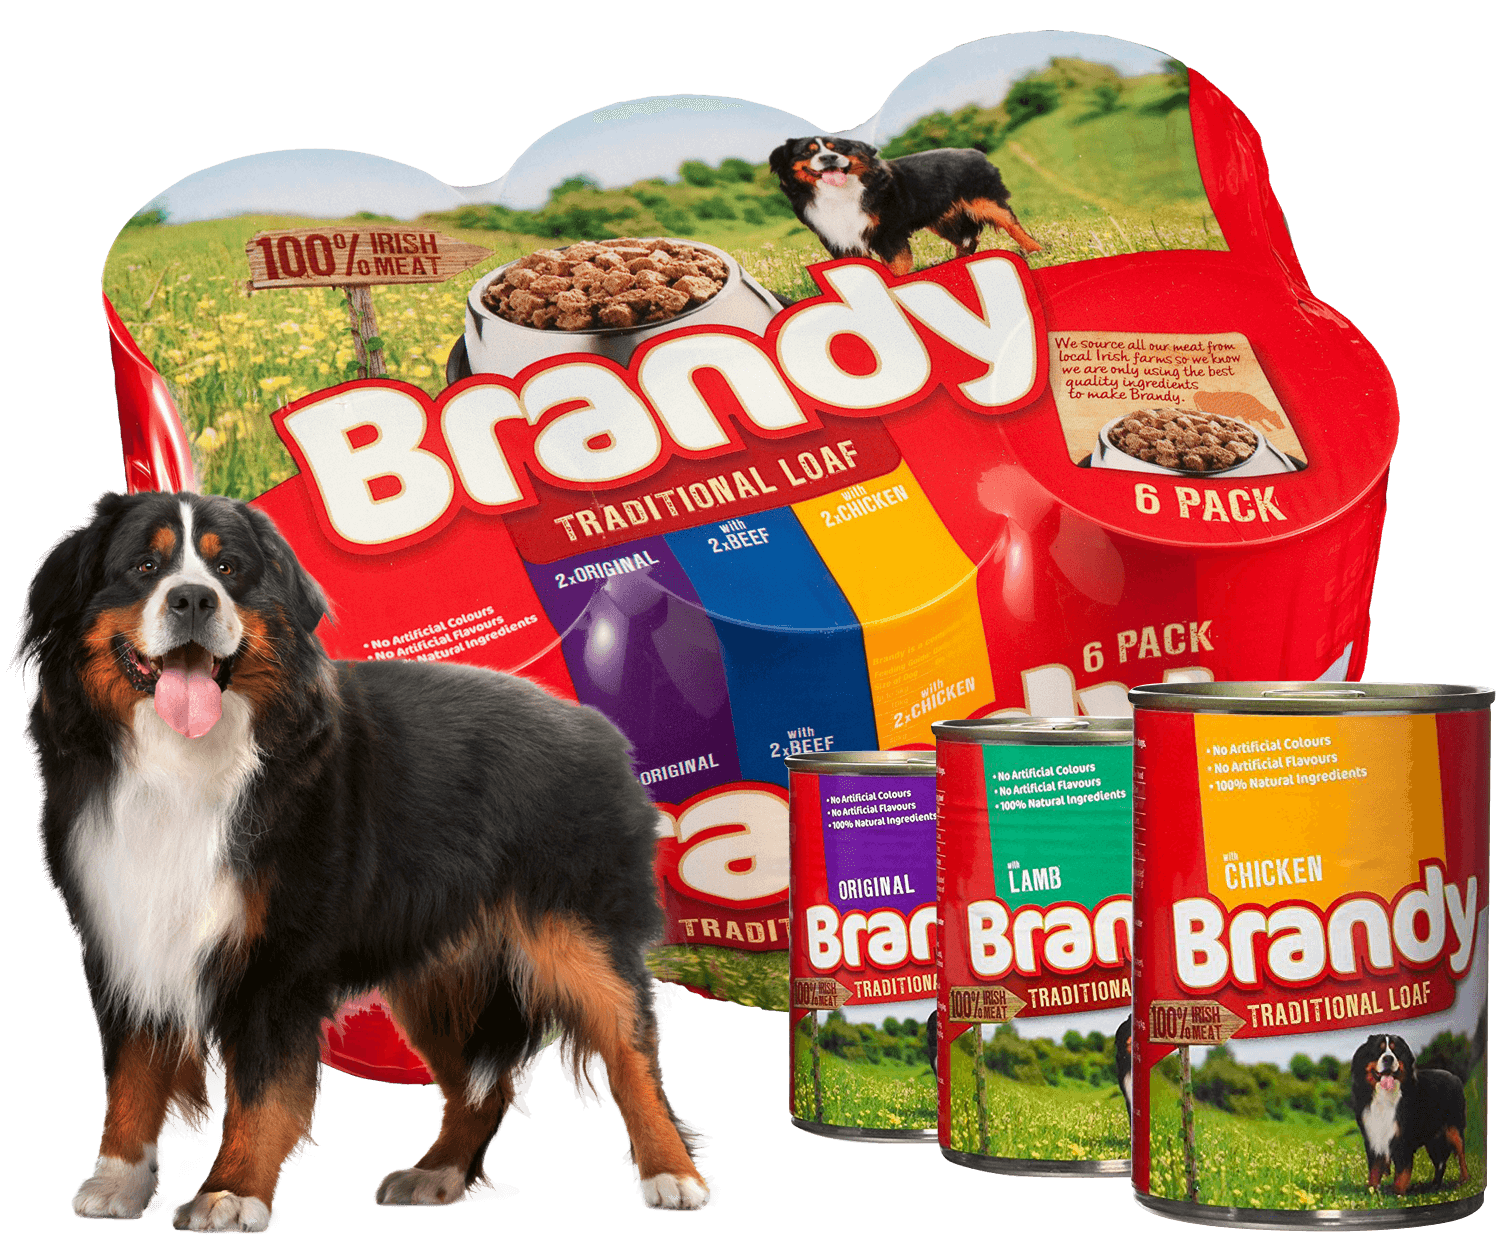 100% IRISH
MEAT
Brandy
TRADITIONAL LOAF
We source all our meat from
local Irish farms so we know
we are only using the best
quality ingredients
to make Brandy.
6 PACK
2xORIGINAL
with
2xBEEF
with
2xCHICKEN
• No Artificial Colours
• No Artificial Flavours
% Natural Ingredients
6 PACK
ORIGINAL
with
2xBEEF
with
2xCHICKEN
ra
TRADIT
• No Artificial Colours
• No Artificial Flavours
• 100% Natural Ingredients
ORIGINAL
Bran
100% IRISH
MEAT
TRADITIONA
• No Artificial Colours
• No Artificial Flavours
• 100% Natural Ingredients
with
LAMB
Bran
100% IRISH
MEAT
TRADITIONA
• No Artificial Colours
• No Artificial Flavours
• 100% Natural Ingredients
with
CHICKEN
Brandy
100% IRISH
MEAT
TRADITIONAL LOAF